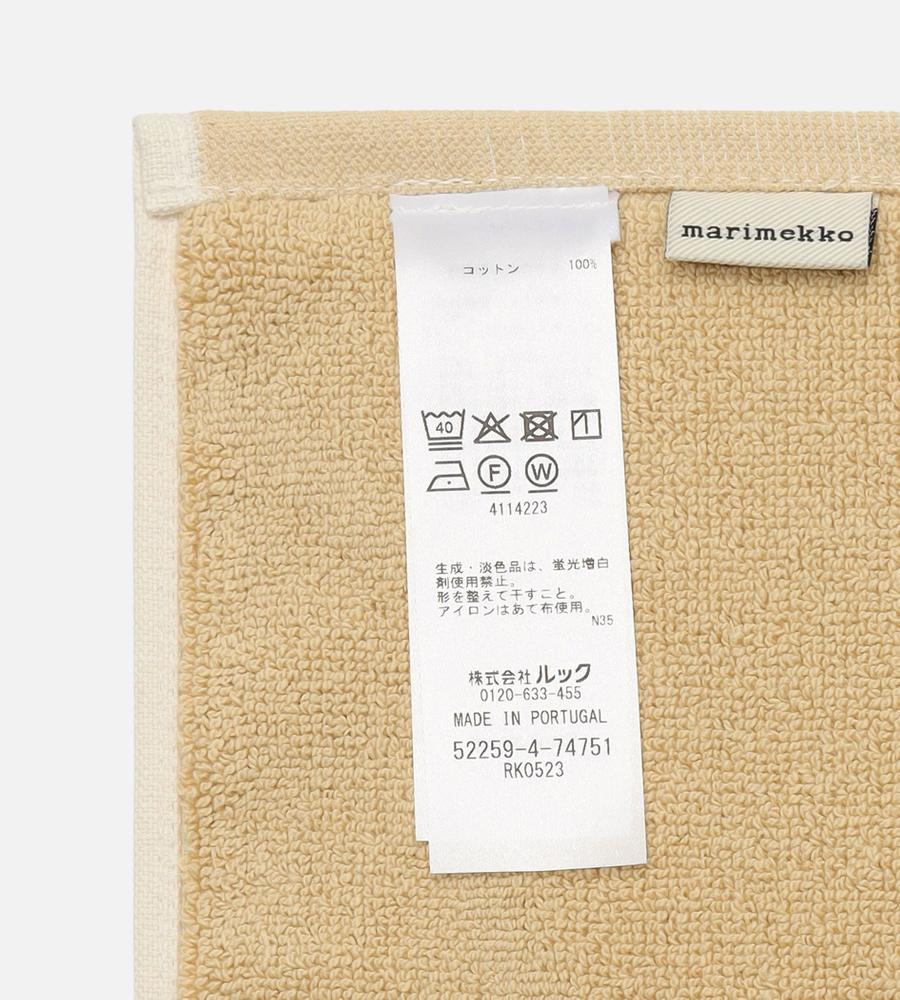 marimekko
コットン 100%
40
F W
4114223
生成・淡色品は、蛍光増白
剤使用禁止。
形を整えて干すこと。
アイロンはあて布使用。
N35
株式会社ルック
0120-633-455
MADE IN PORTUGAL
52259-4-74751
RK0523